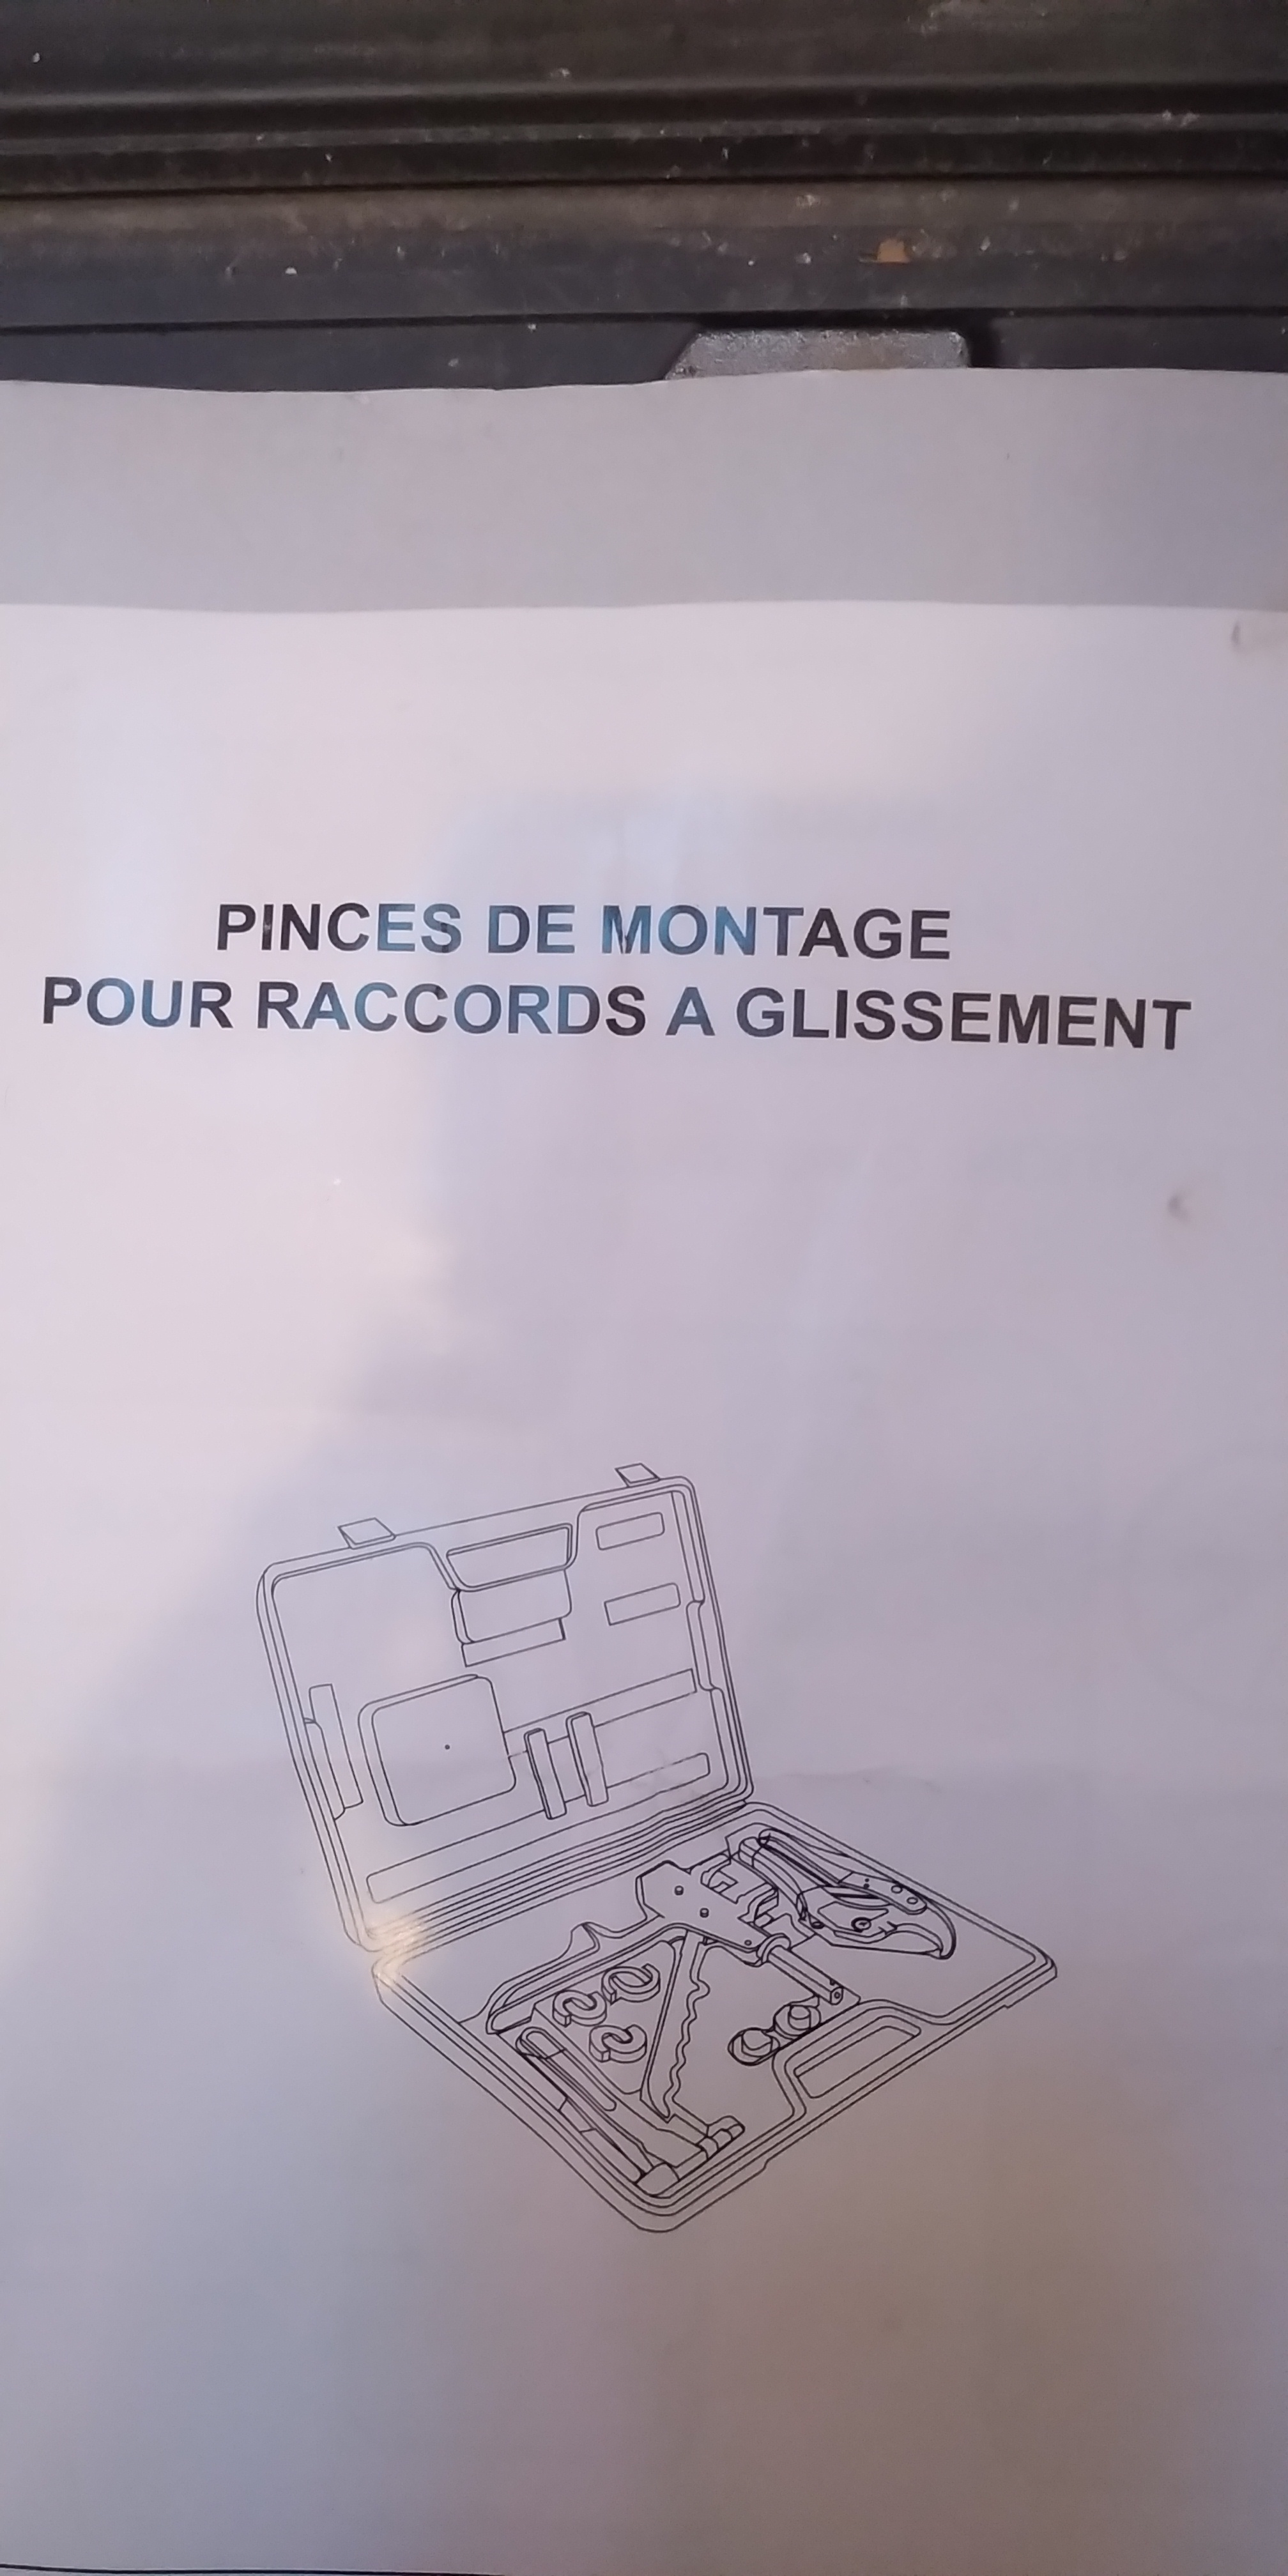 PINCES DE MONTAGE
POUR RACCORDS A GLISSEMENT